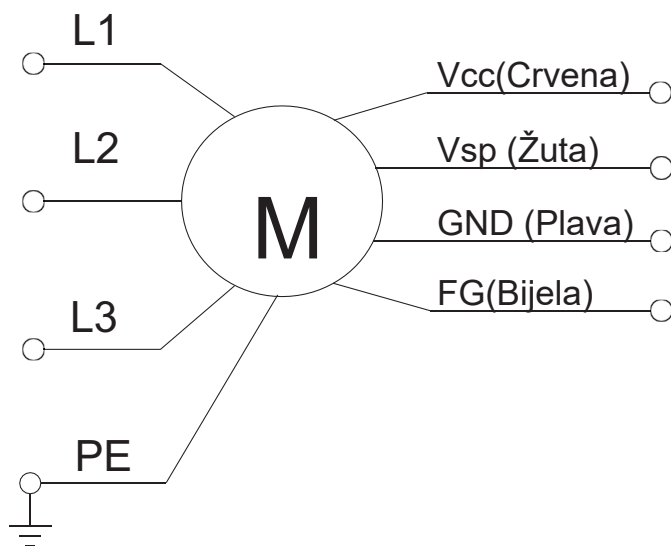 L1
L2
L3
PE
M
Vcc(Crvena)
Vsp (Žuta)
GND (Plava)
FG(Bijela)